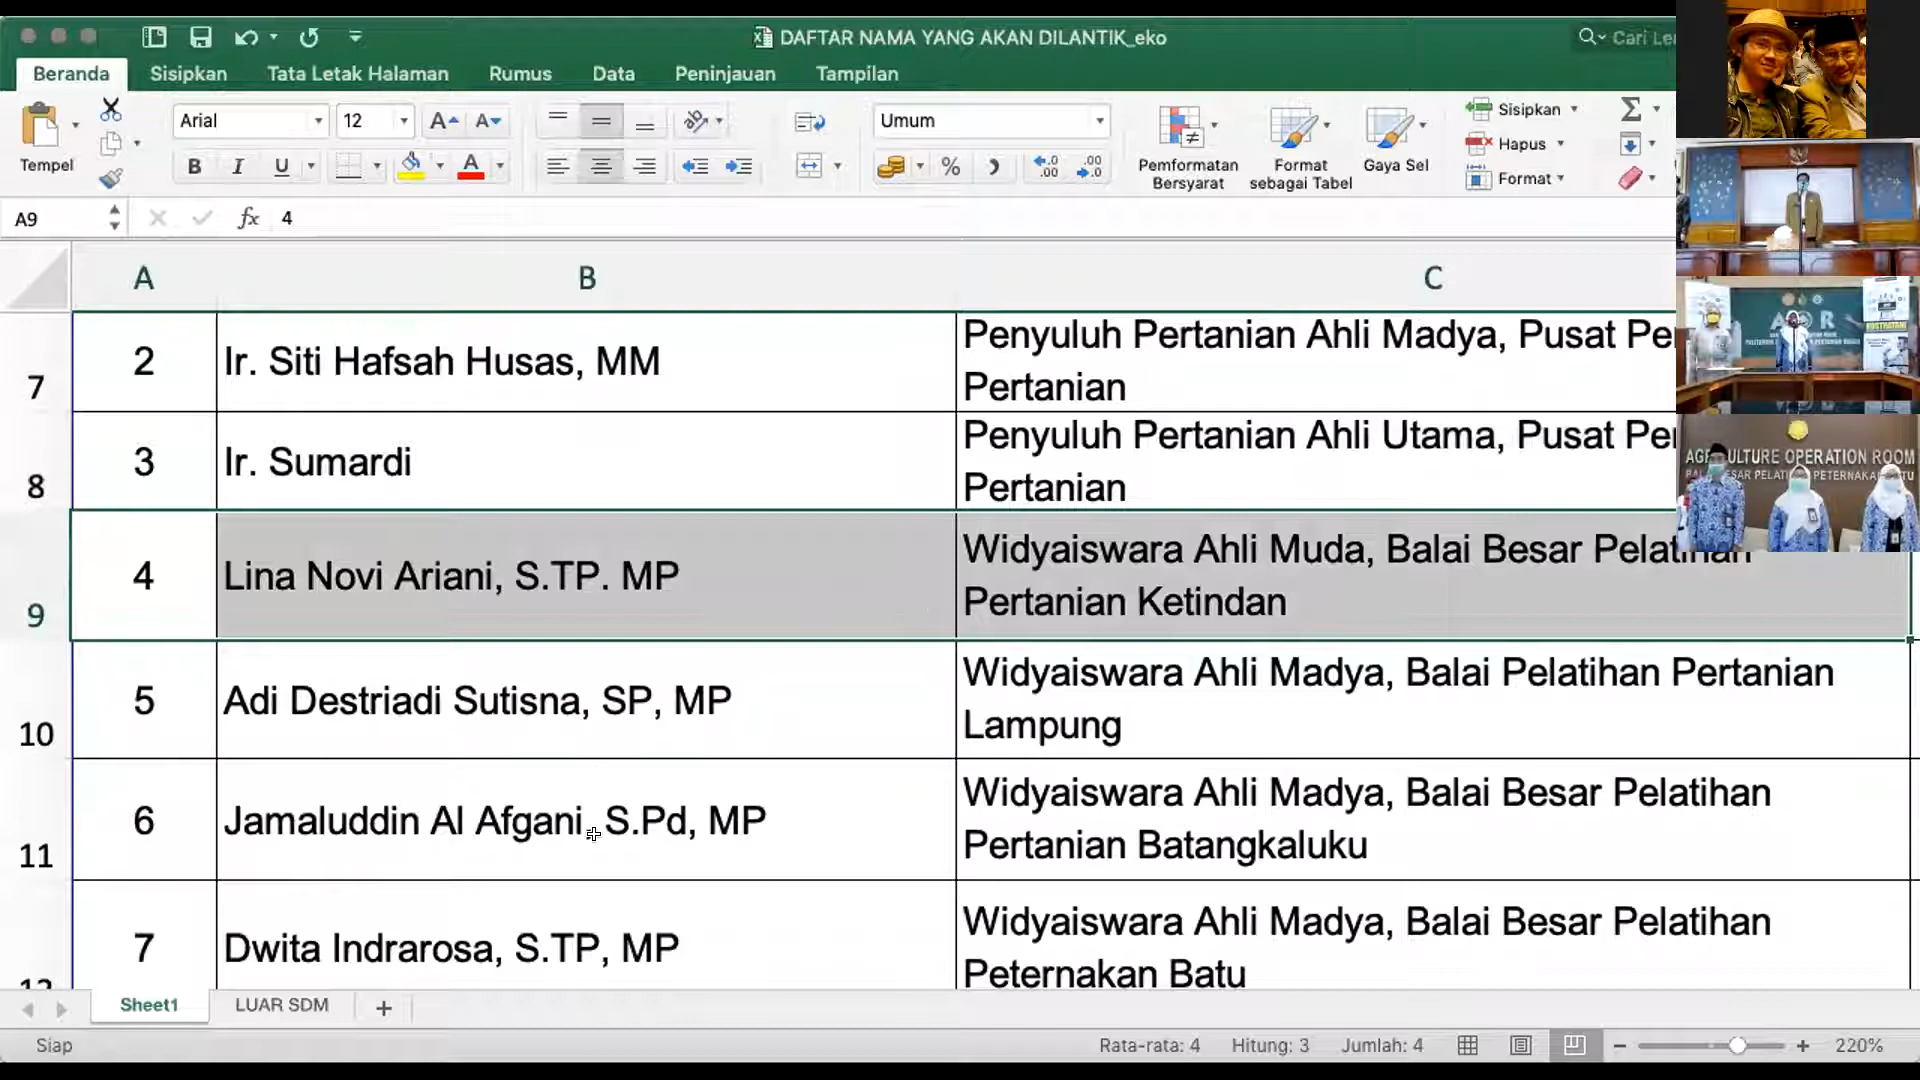 DAFTAR NAMA YANG AKAN DILANTIK_eko
Beranda Sisipkan Tata Letak Halaman Rumus Data Peninjauan Tampilan
Tempel
Arial 12
B I U A
Umum
%
Pemformatan Bersyarat
Format sebagai Tabel
Gaya Sel
Sisipkan
Hapus
Format
A9 fx 4
A B C
7 2 Ir. Siti Hafsah Husas, MM Penyuluh Pertanian Ahli Madya, Pusat
Pertanian
8 3 Ir. Sumardi Penyuluh Pertanian Ahli Utama, Pusat
Pertanian
9 4 Lina Novi Ariani, S.TP. MP Widyaiswara Ahli Muda, Balai Besar Pelatihan
Pertanian Ketindan
10 5 Adi Destriadi Sutisna, SP, MP Widyaiswara Ahli Madya, Balai Pelatihan Pertanian
Lampung
11 6 Jamaluddin Al Afgani, S.Pd, MP Widyaiswara Ahli Madya, Balai Besar Pelatihan
Pertanian Batangkaluku
7 Dwita Indrarosa, S.TP, MP Widyaiswara Ahli Madya, Balai Besar Pelatihan
Peternakan Batu
Sheet1 LUAR SDM +
Siap Rata-rata: 4 Hitung: 3 Jumlah: 4 220%
OPERATION ROOM